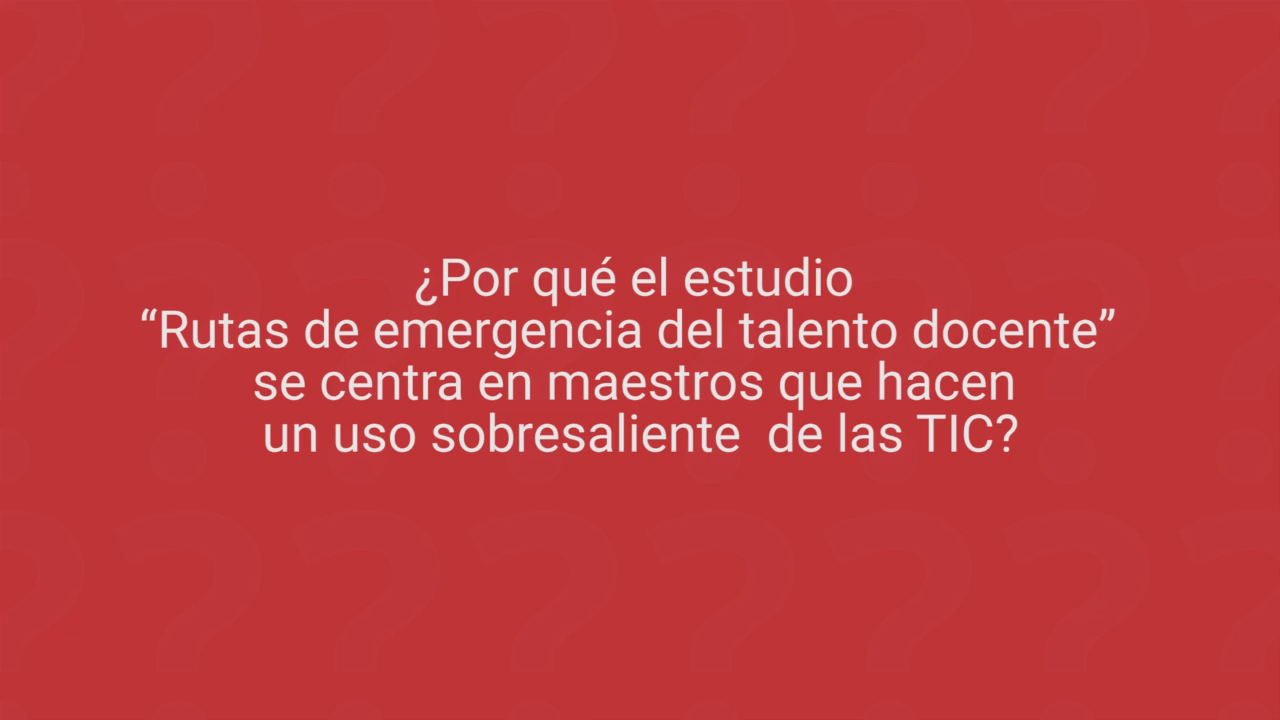 ¿Por qué el estudio
“Rutas de emergencia del talento docente”
se centra en maestros que hacen
un uso sobresaliente  de las TIC?